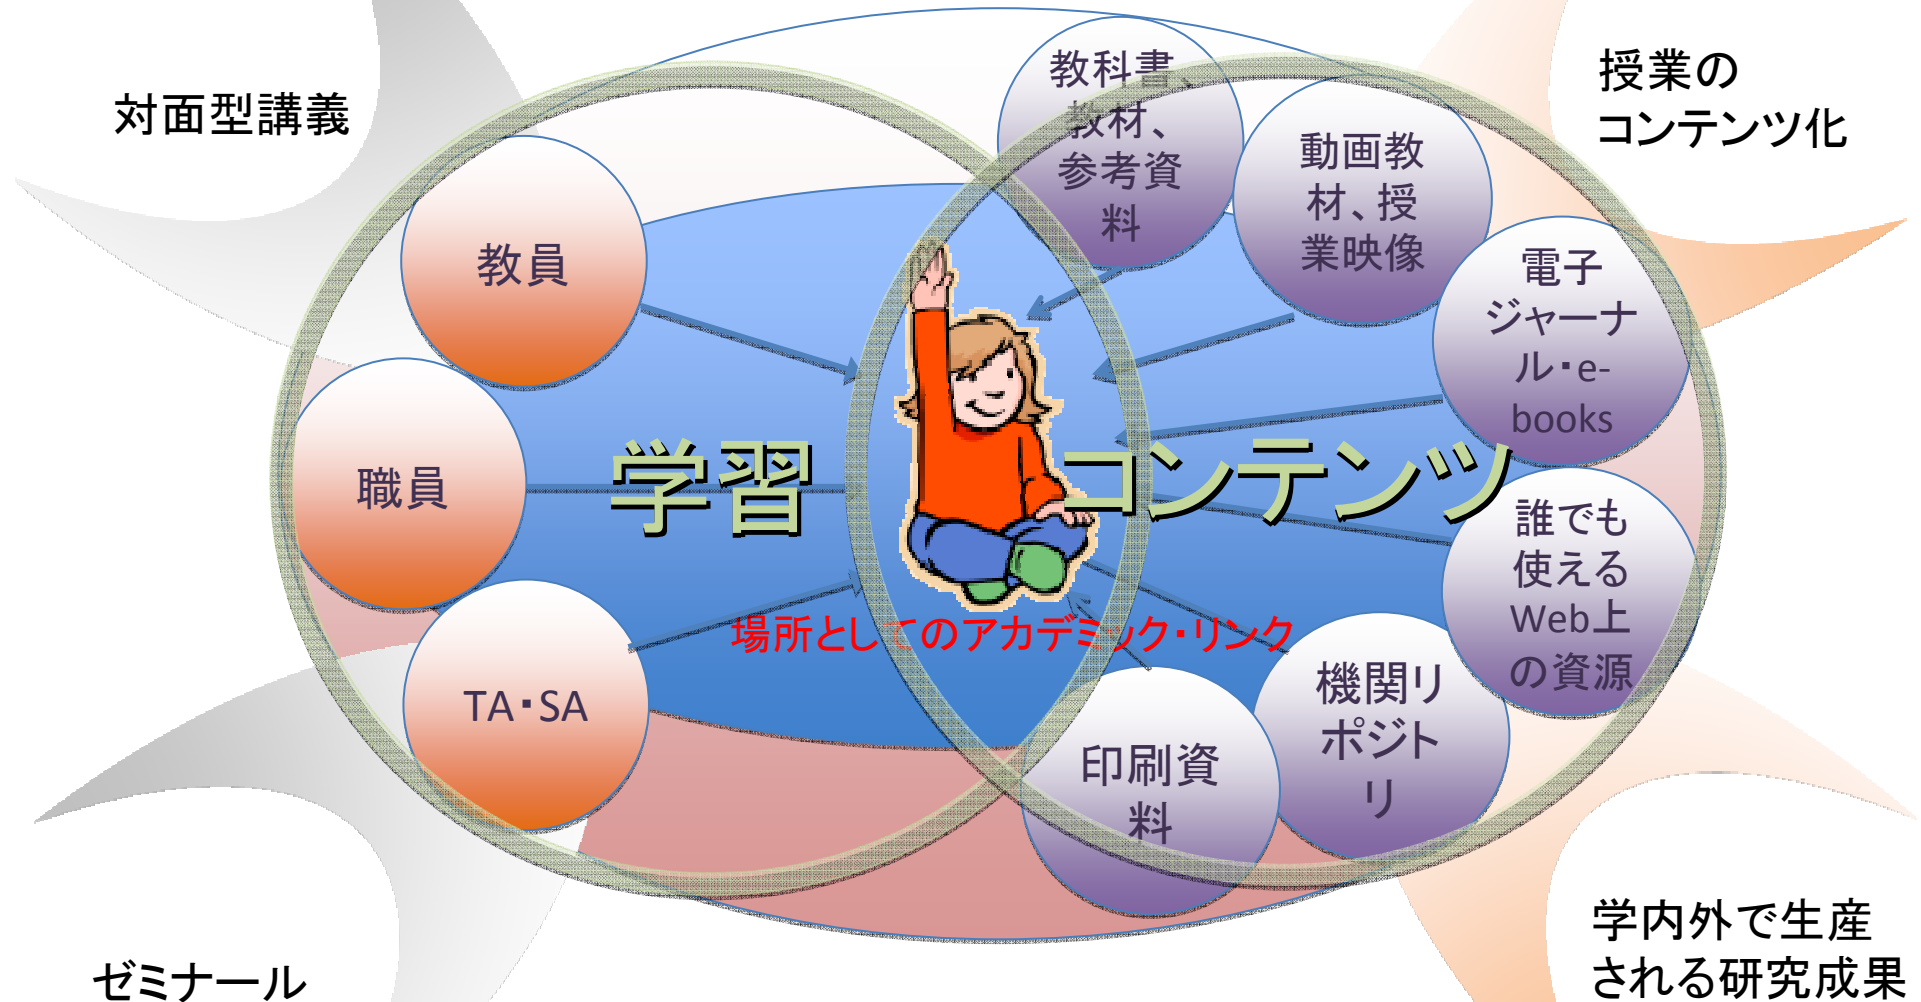 対面型講義
授業の
コンテンツ化
教科書、
教材、
参考資
料
動画教
材、授
業映像
教員
電子
ジャーナ
ル・e-
books
学習
コンテンツ
職員
誰でも
使える
Web上
の資源
場所としてのアカデミック・リンク
TA・SA
機関リ
ポジト
リ
印刷資
料
ゼミナール
学内外で生産
される研究成果